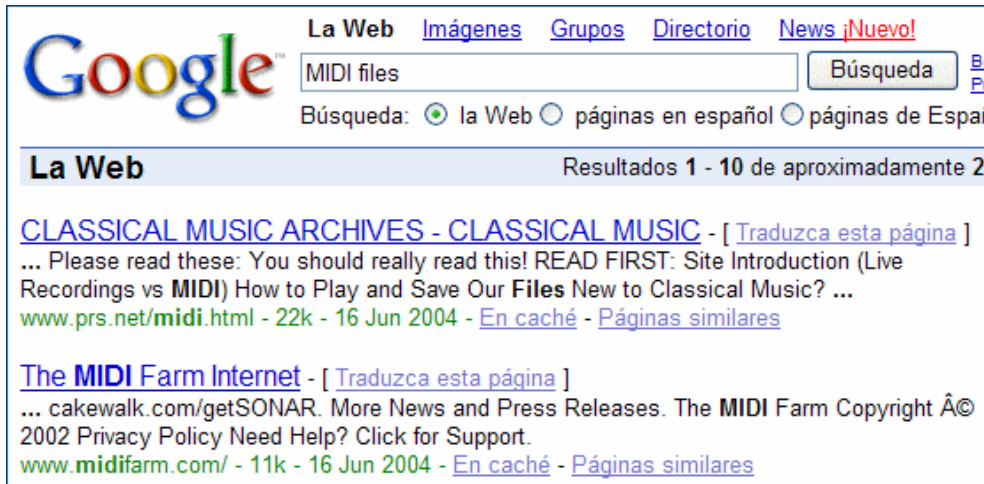 Google™
La Web Imágenes Grupos Directorio News ¡Nuevo!
MIDI files Búsqueda
Búsqueda: la Web páginas en español páginas de
La Web Resultados 1 - 10 de aproximadamente 2
CLASSICAL MUSIC ARCHIVES - CLASSICAL MUSIC - [ Traduzca esta página ]
... Please read these: You should really read this! READ FIRST: Site Introduction (Live
Recordings vs MIDI) How to Play and Save Our Files New to Classical Music? ...
www.prs.net/midi.html - 22k - 16 Jun 2004 - En caché - Páginas similares
The MIDI Farm Internet - [ Traduzca esta página ]
... cakewalk.com/getSONAR. More News and Press Releases. The MIDI Farm Copyright Â©
2002 Privacy Policy Need Help? Click for Support.
www.midifarm.com/ - 11k - 16 Jun 2004 - En caché - Páginas similares